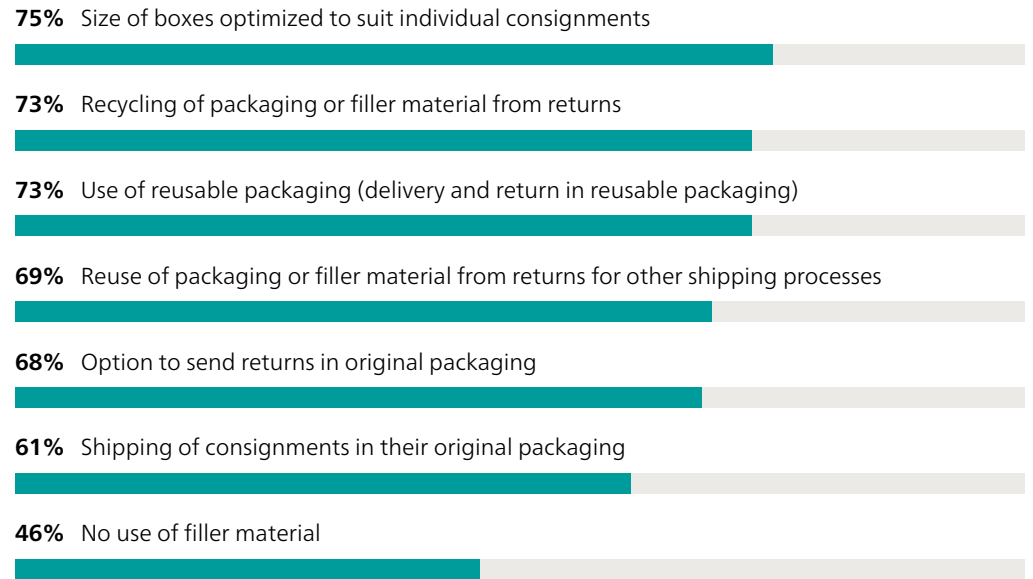 75% Size of boxes optimized to suit individual consignments
73% Recycling of packaging or filler material from returns
73% Use of reusable packaging (delivery and return in reusable packaging)
69% Reuse of packaging or filler material from returns for other shipping processes
68% Option to send returns in original packaging
61% Shipping of consignments in their original packaging
46% No use of filler material